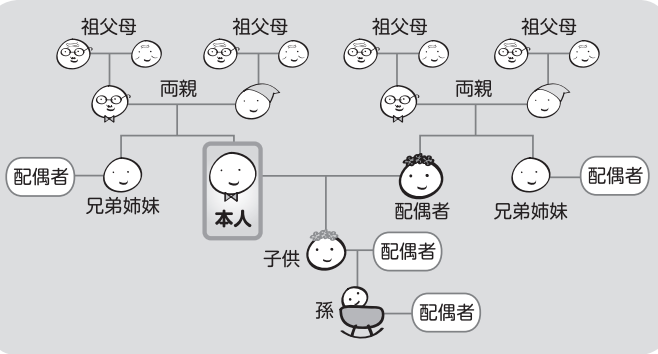 祖父母 祖父母 祖父母 祖父母
両親 両親
配偶者 配偶者
兄弟姉妹 本人 配偶者 兄弟姉妹
子供 配偶者
孫 配偶者